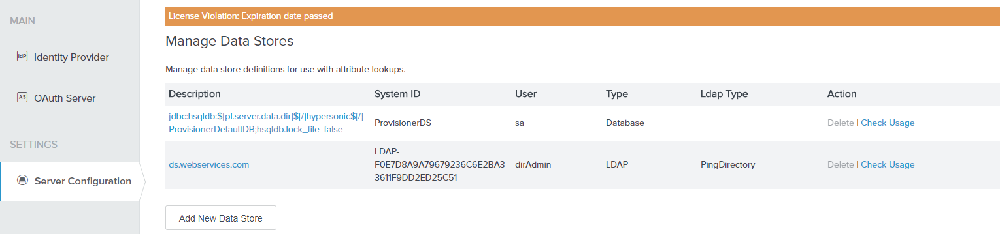 License Violation: Expiration date passed
MAIN
Manage Data Stores
IdP Identity Provider
Manage data store definitions for use with attribute lookups.
Description System ID User Type Ldap Type Action
AS OAuth Server
jdbc:hsqldb:${pf.server.data.dir}${/}hypersonic${/}
ProvisionerDefaultDB;hsqldb.lock_file=false
ProvisionerDS sa Database Delete | Check Usage
SETTINGS
LDAP-
F0E7D8A9A79679236C6E2BA3
3611F9DD2ED25C51
ds.webservices.com dirAdmin LDAP PingDirectory Delete | Check Usage
Server Configuration
Add New Data Store